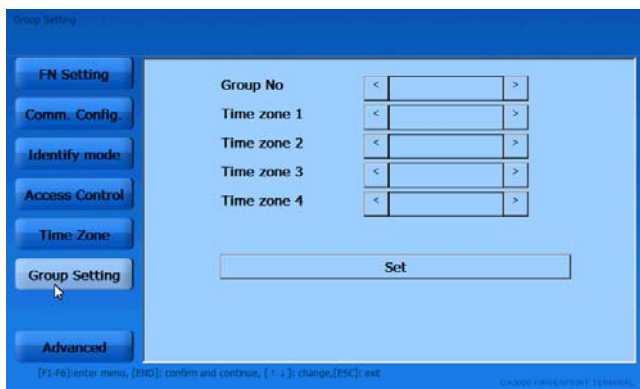 Group Setting
FN Setting
Comm. Config.
Identify mode
Access Control
Time Zone
Group Setting
Advanced
Group No < >
Time zone 1 < >
Time zone 2 < >
Time zone 3 < >
Time zone 4 < >
Set
[F1-F6]:enter menu, [END]: confirm and continue, [ ↑ ↓ ]: change,[ESC]: exit
FINGERPRINT TERMINAL